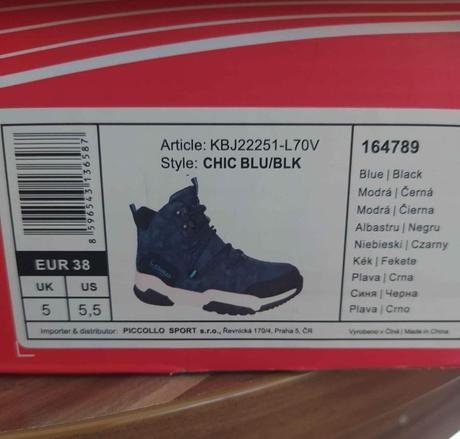 Article: KBJ22251-L70V
Style: CHIC BLU/BLK
8 596543 136587
EUR 38
UK US
5 5,5
164789
Blue | Black
Modrá | Černá
Modrá | Čierna
Albastru | Negru
Niebieski | Czarny
Kék | Fekete
Plava | Crna
Синя | Черна
Plava | Crno
Importer & distributor: PICCOLLO SPORT s.r.o., Řevnická 170/4, Praha 5, ČR
Vyrobeno v Číně | Made in China